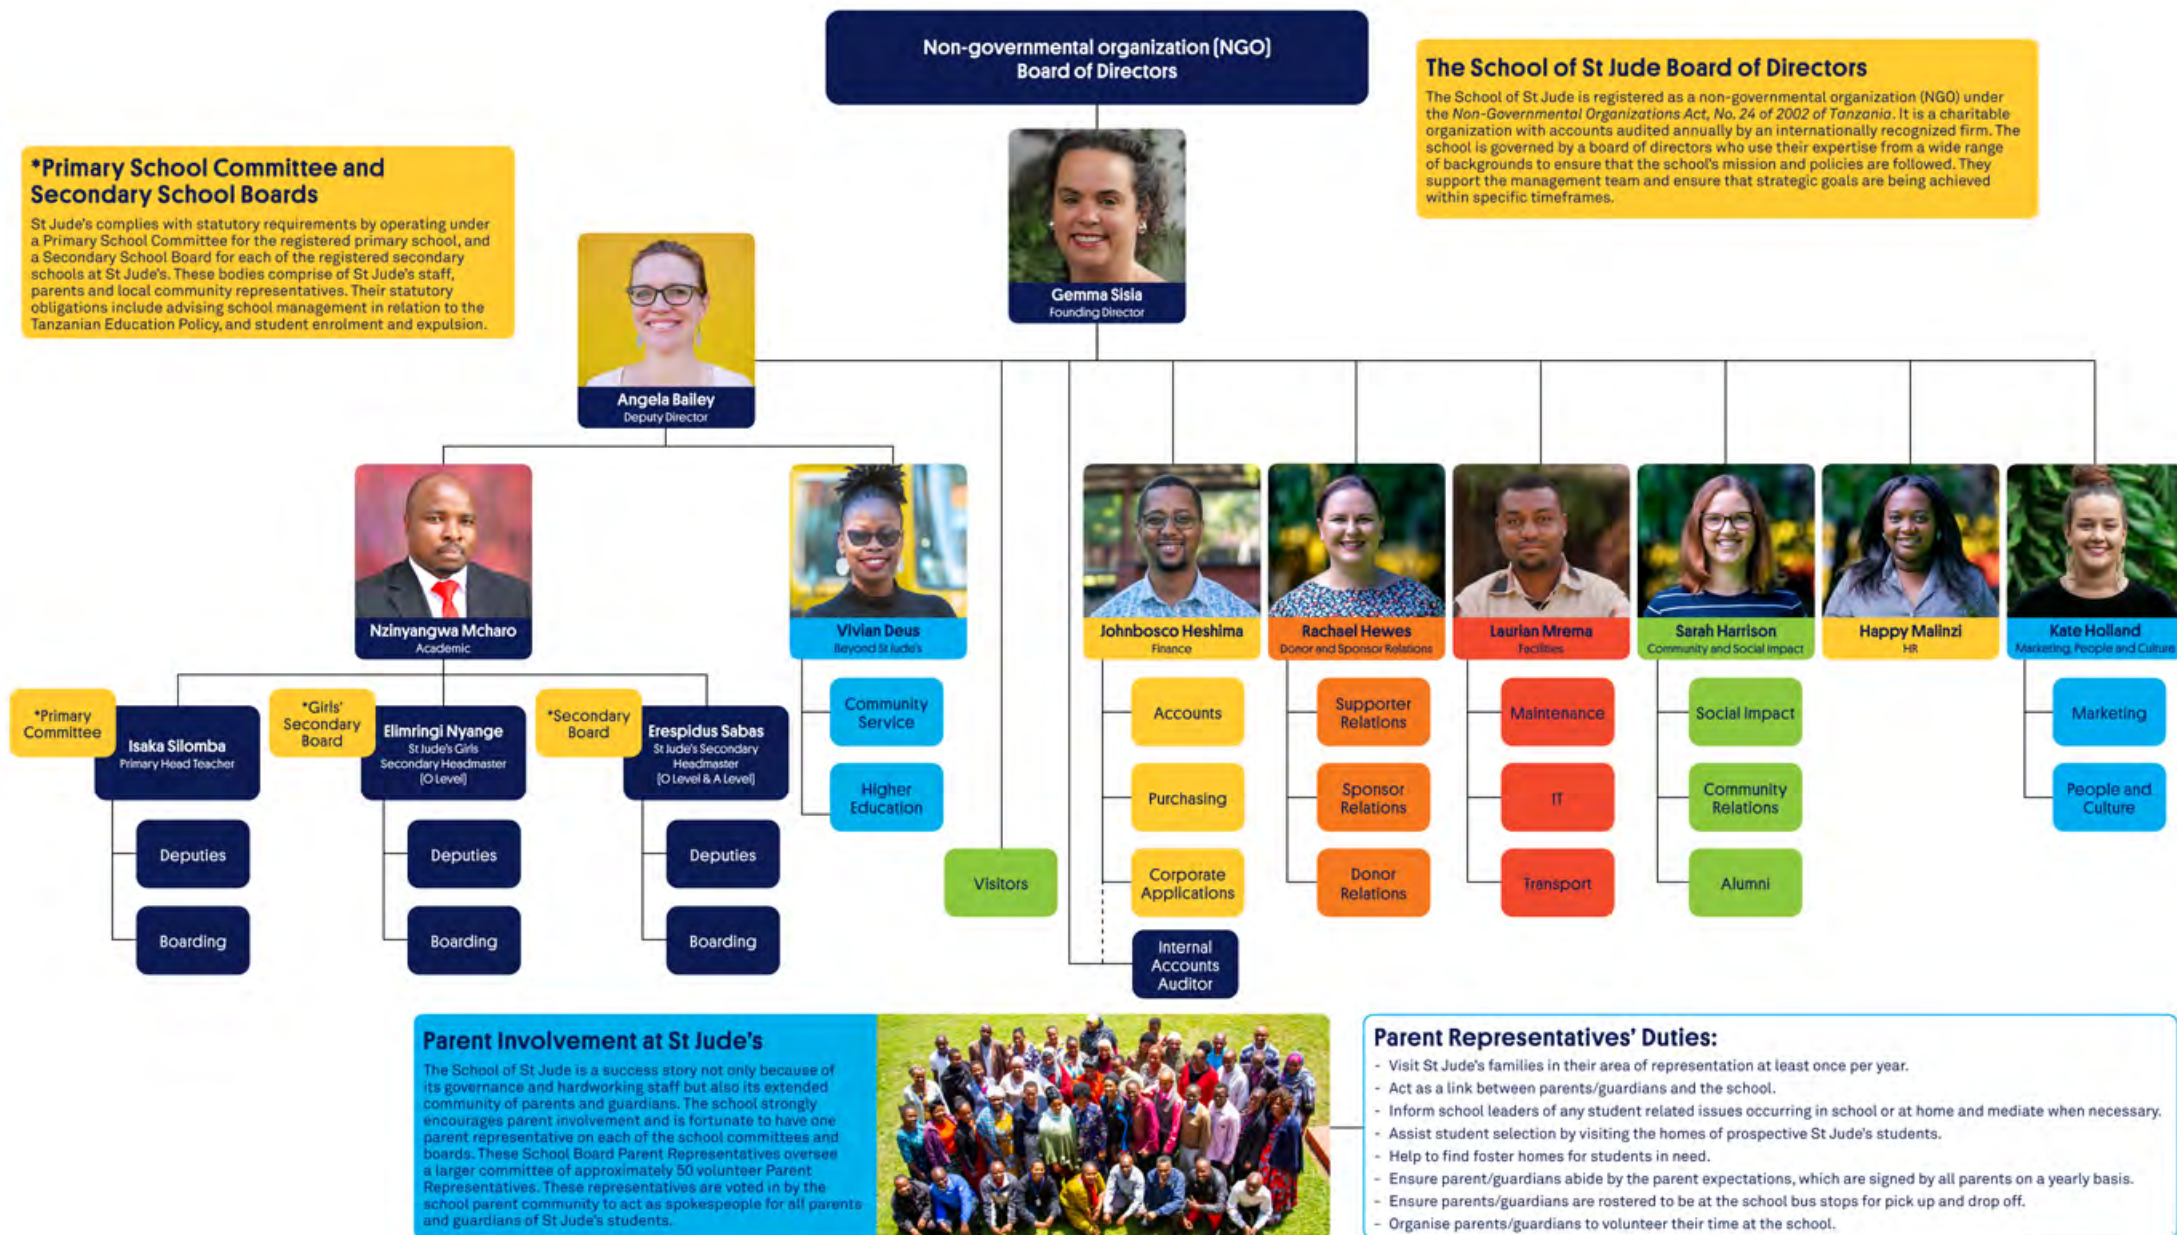 Non-governmental organization (NGO)
Board of Directors
The School of St Jude Board of Directors
The School of St Jude is registered as a non-governmental organization (NGO) under
the Non-Governmental Organizations Act, No. 24 of 2002 of Tanzania. It is a charitable
organization with accounts audited annually by an internationally recognized firm. The
school is governed by a board of directors who use their expertise from a wide range
of backgrounds to ensure that the school's mission and policies are followed. They
support the management team and ensure that strategic goals are being achieved
within specific timeframes.
*Primary School Committee and
Secondary School Boards
St Jude's complies with statutory requirements by operating under
a Primary School Committee for the registered primary school, and
a Secondary School Board for each of the registered secondary
schools at St Jude's. These bodies comprise of St Jude's staff,
parents and local community representatives. Their statutory
obligations include advising school management in relation to the
Tanzanian Education Policy, and student enrolment and expulsion.
Gemma Sisia
Founding Director
Angela Bailey
Deputy Director
Nzinyangwa Mcharo
Academic
Vivian Deus
Beyond St Jude's
Johnbosco Heshima
Finance
Rachael Hewes
Donor and Sponsor Relations
Laurian Mrema
Facilities
Sarah Harrison
Community and Social Impact
Happy Malinzi
HR
Kate Holland
Marketing, People and Culture
*Primary
Committee
Isaka Silomba
Primary Head Teacher
*Girls'
Secondary
Board
Elimringi Nyange
St Jude's Girls
Secondary Headmaster
(O Level)
*Secondary
Board
Erespidus Sabas
St Jude's Secondary
Headmaster
(O Level & A Level)
Deputies
Boarding
Deputies
Boarding
Deputies
Boarding
Community
Service
Higher
Education
Visitors
Accounts
Purchasing
Corporate
Applications
Internal
Accounts
Auditor
Supporter
Relations
Sponsor
Relations
Donor
Relations
Maintenance
IT
Transport
Social Impact
Community
Relations
Alumni
Marketing
People and
Culture
Parent Involvement at St Jude's
The School of St Jude is a success story not only because of
its governance and hardworking staff but also its extended
community of parents and guardians. The school strongly
encourages parent involvement and is fortunate to have one
parent representative on each of the school committees and
boards. These School Board Parent Representatives oversee
a larger committee of approximately 50 volunteer Parent
Representatives. These representatives are voted in by the
school parent community to act as spokespeople for all parents
and guardians of St Jude's students.
Parent Representatives' Duties:
- Visit St Jude's families in their area of representation at least once per year.
- Act as a link between parents/guardians and the school.
- Inform school leaders of any student related issues occurring in school or at home and mediate when necessary.
- Assist student selection by visiting the homes of prospective St Jude's students.
- Help to find foster homes for students in need.
- Ensure parent/guardians abide by the parent expectations, which are signed by all parents on a yearly basis.
- Ensure parents/guardians are rostered to be at the school bus stops for pick up and drop off.
- Organise parents/guardians to volunteer their time at the school.